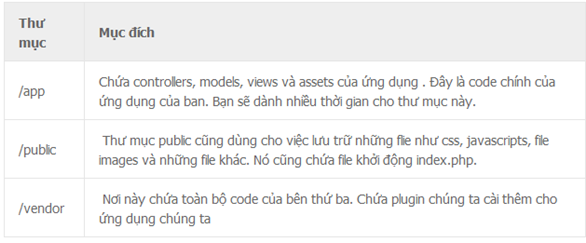 Thư
mục
Mục đích
/app
Chứa controllers, models, views và assets của ứng dụng . Đây là code chính của
ứng dụng của ban. Bạn sẽ dành nhiều thời gian cho thư mục này.
/public
Thư mục public cũng dùng cho việc lưu trữ những flie như css, javascripts, file
images và những file khác. Nó cũng chứa file khởi động index.php.
/vendor
Nơi này chứa toàn bộ code của bên thứ ba. Chứa plugin chúng ta cài thêm cho
ứng dụng chúng ta